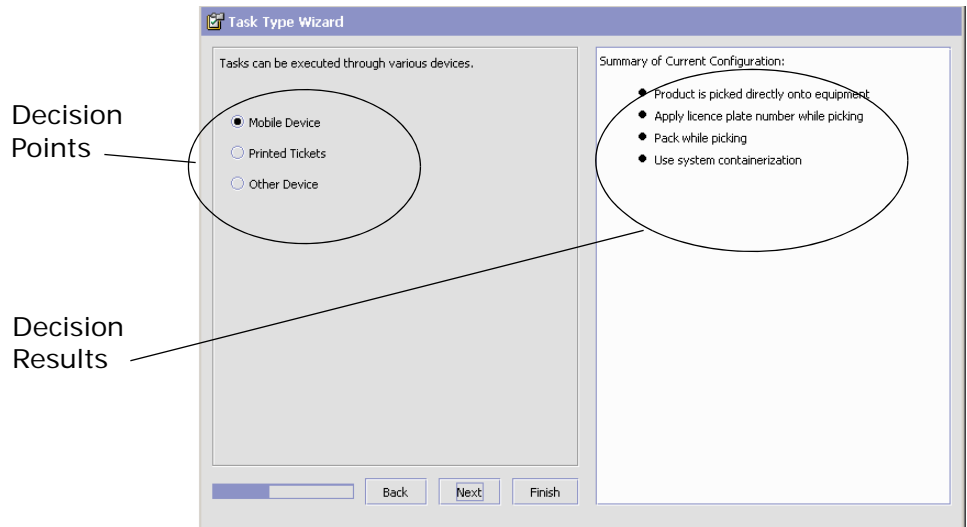 Task Type Wizard
Tasks can be executed through various devices.
Mobile Device
Printed Tickets
Other Device
Summary of Current Configuration:
Product is picked directly onto equipment
Apply licence plate number while picking
Pack while picking
Use system containerization
Decision
Points
Decision
Results
Back
Next
Finish